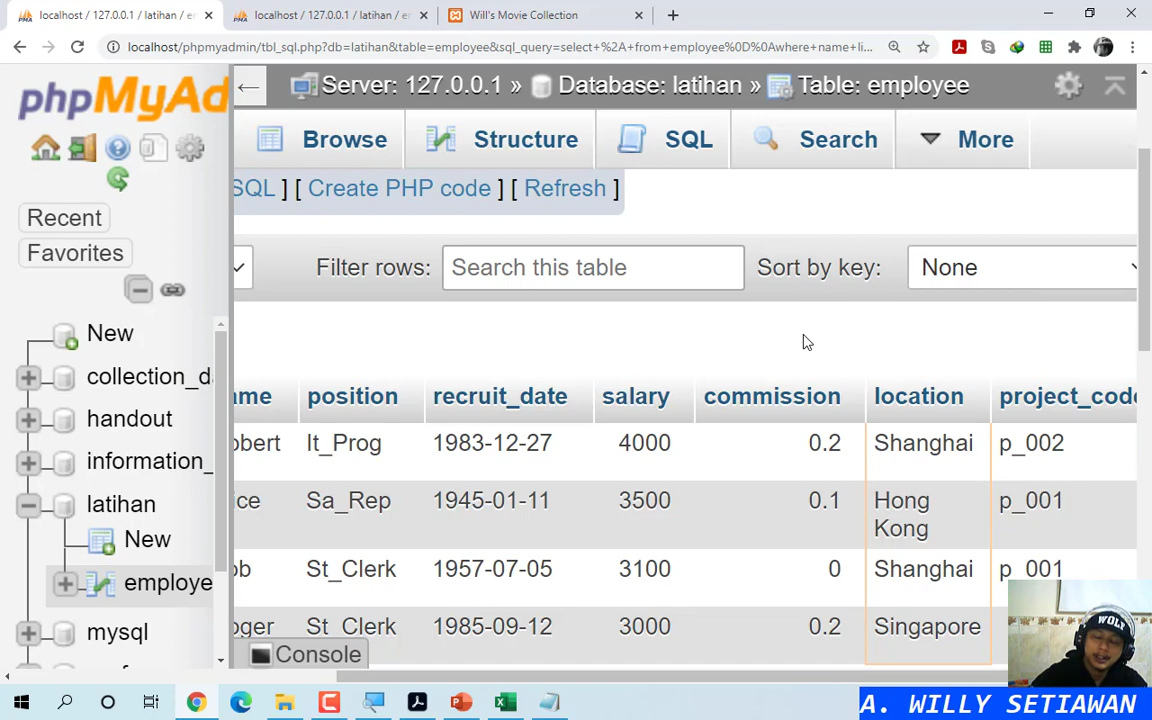 localhost / 127.0.0.1 / latihan / e
localhost / 127.0.0.1 / latihan / e
Will's Movie Collection
localhost/phpmyadmin/tbl_sql.php?db=latihan&table=employee&sql_query=select+%2A+from+employee%0D%0Awhere+name+li...
phpMyAd
Server: 127.0.0.1 » Database: latihan » Table: employee
Browse Structure SQL Search More
SQL ] [ Create PHP code ] [ Refresh ]
Recent
Favorites
Filter rows: Search this table Sort by key: None
New
collection_d
handout
information_
latihan
New
employe
mysql
ame position recruit_date salary commission location project_code
obert It_Prog 1983-12-27 4000 0.2 Shanghai p_002
ice Sa_Rep 1945-01-11 3500 0.1 Hong Kong p_001
ob St_Clerk 1957-07-05 3100 0 Shanghai p_001
oger St_Clerk 1985-09-12 3000 0.2 Singapore
Console
WOLF
A. WILLY SETIAWAN